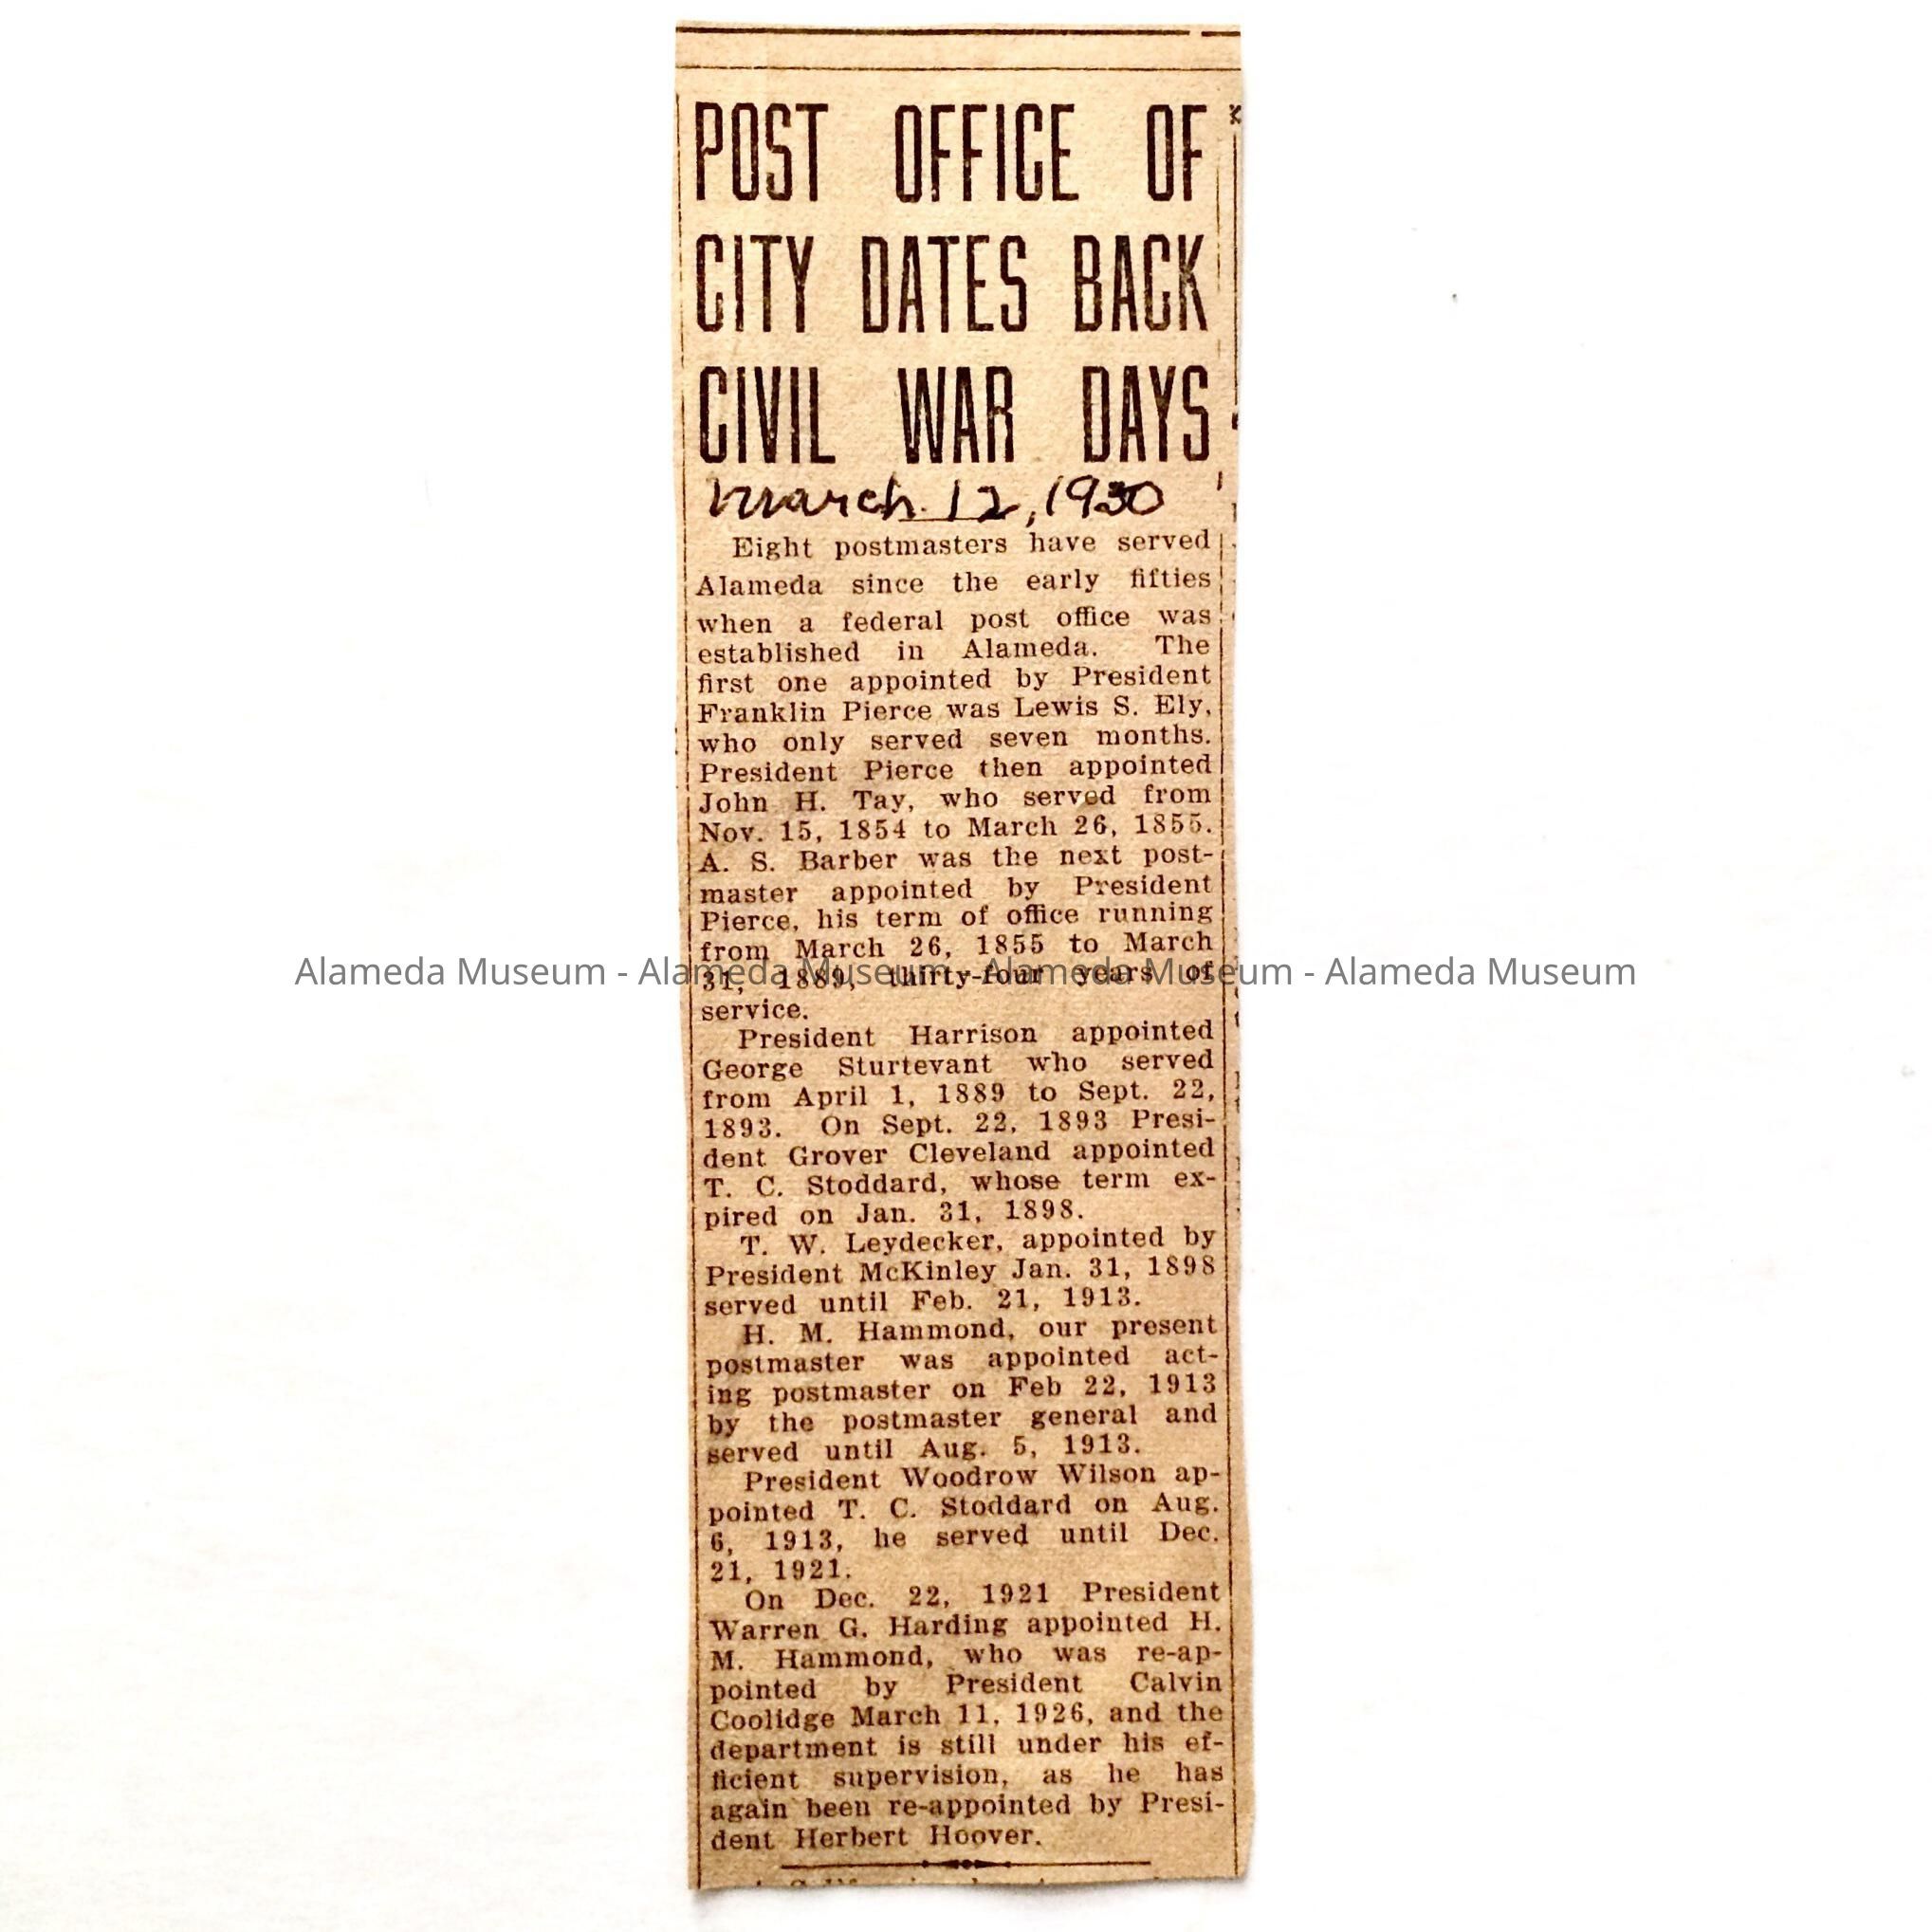 POST OFFICE OF
CITY DATES BACK
CIVIL WAR DAYS
March 12, 1930
Eight postmasters have served
Alameda since the early fifties
when a federal post office was
established in Alameda. The
first one appointed by President
Franklin Pierce was Lewis S. Ely,
who only served seven months.
President Pierce then appointed
John H. Tay, who served from
Nov. 15, 1854 to March 26, 1855.
A. S. Barber was the next post-
master appointed by President
Pierce, his term of office running
from March 26, 1855 to March
31, 1889, thirty-four years of
Alameda Museum - Alameda Museum - Alameda Museum - Alameda Museum
service.
President Harrison appointed
George Sturtevant who served
from April 1, 1889 to Sept. 22,
1893. On Sept. 22, 1893 Presi-
dent Grover Cleveland appointed
T. C. Stoddard, whose term ex-
pired on Jan. 31, 1898.
T. W. Leydecker, appointed by
President McKinley Jan. 31, 1898
served until Feb. 21, 1913.
H. M. Hammond, our present
postmaster was appointed act-
ing postmaster on Feb 22, 1913
by the postmaster general and
served until Aug. 5, 1913.
President Woodrow Wilson ap-
pointed T. C. Stoddard on Aug.
6, 1913, he served until Dec.
21, 1921.
On Dec. 22, 1921 President
Warren G. Harding appointed H.
M. Hammond, who was re-ap-
pointed by President Calvin
Coolidge March 11, 1926, and the
department is still under his ef-
ficient supervision, as he has
again been re-appointed by Presi-
dent Herbert Hoover.